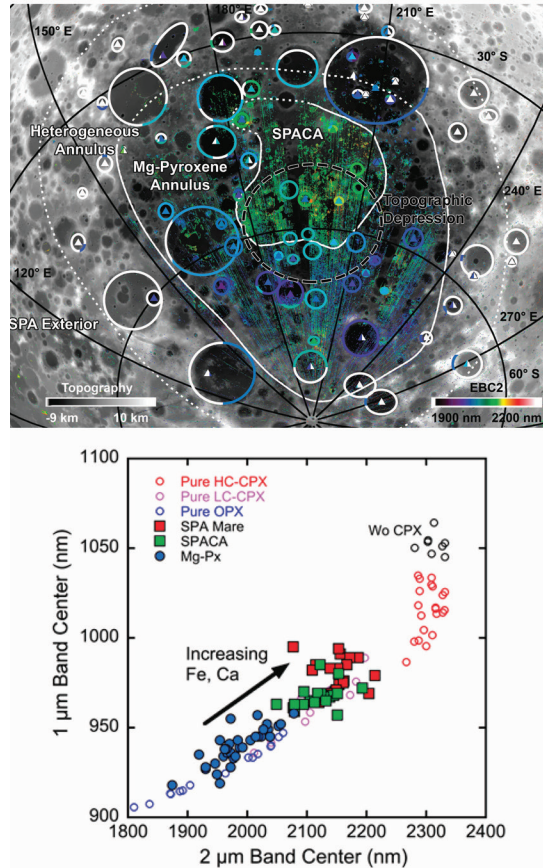 150° E
180° E
210° E
30° S
Heterogeneous
Annulus
SPACA
Mg-Pyroxene
Annulus
Topographic
Depression
240° E
120° E
SPA Exterior
270° E
60° S
Topography
-9 km 10 km
EBC2
1900 nm 2200 nm
1100
1050
1000
950
900
1 µm Band Center (nm)
Pure HC-CPX
Pure LC-CPX
Pure OPX
SPA Mare
SPACA
Mg-Px
Wo CPX
Increasing
Fe, Ca
1800 1900 2000 2100 2200 2300 2400
2 µm Band Center (nm)